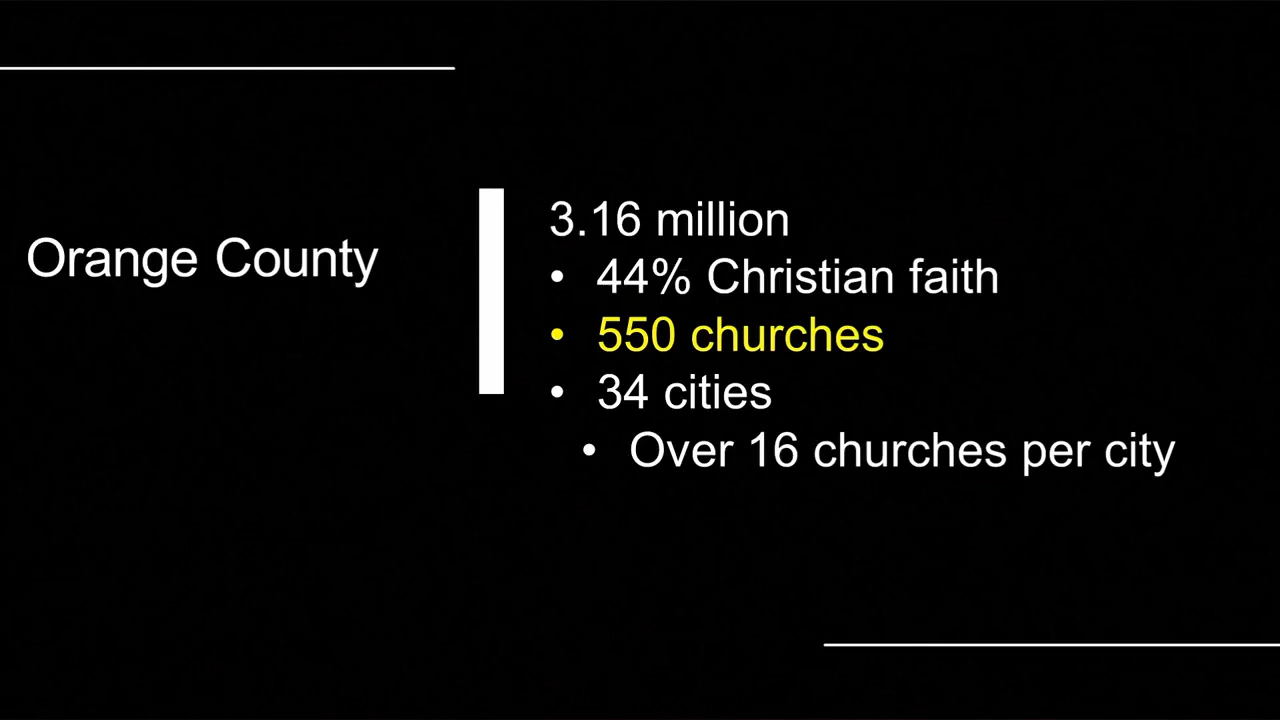 Orange County
3.16 million
• 44% Christian faith
• 550 churches
• 34 cities
• Over 16 churches per city